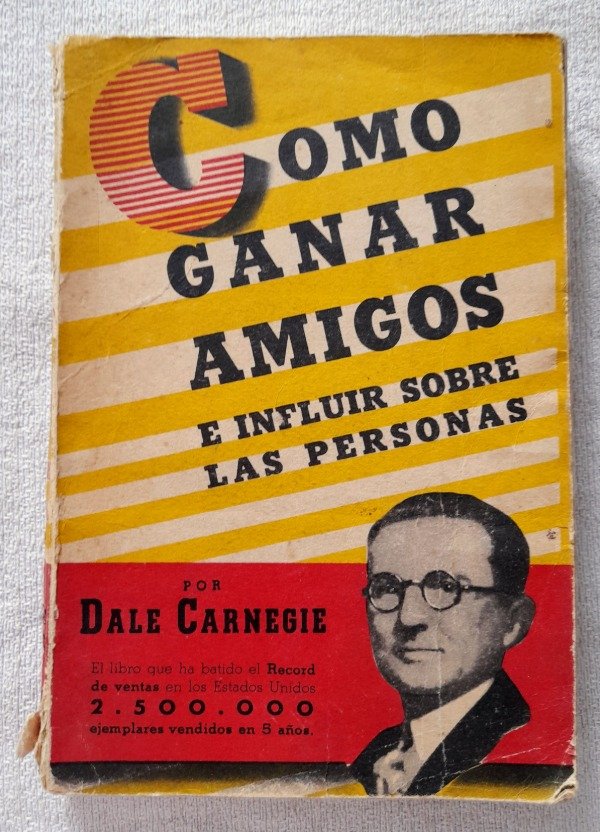 COMO
GANAR
AMIGOS
E INFLUIR SOBRE
LAS PERSONAS
POR
DALE CARNEGIE
El libro que ha batido el Record
de ventas en los Estados Unidos
2.500.000
ejemplares vendidos en 5 años.